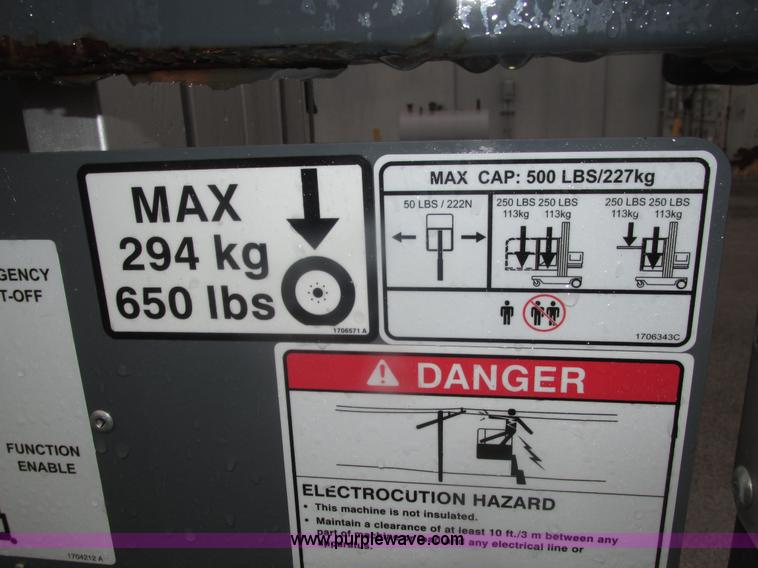 MAX
294 kg
650 lbs
1706571 A
MAX CAP: 500 LBS/227kg
50 LBS / 222N
250 LBS 250 LBS
113kg 113kg
250 LBS 250 LBS
113kg 113kg
1706343C
GENCY
T-OFF
FUNCTION
ENABLE
1704212 A
DANGER
ELECTROCUTION HAZARD
• This machine is not insulated.
• Maintain a clearance of at least 10 ft./3 m between any
part of any electrical line or
apparatus.
www.purplewave.com